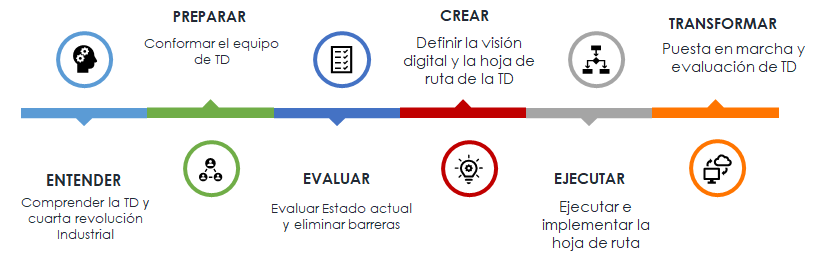 ENTENDER
Comprender la TD y
cuarta revolución
Industrial
PREPARAR
Conformar el equipo
de TD
EVALUAR
Evaluar Estado actual
y eliminar barreras
CREAR
Definir la visión
digital y la hoja de
ruta de la TD
EJECUTAR
Ejecutar e
implementar la
hoja de ruta
TRANSFORMAR
Puesta en marcha y
evaluación de TD